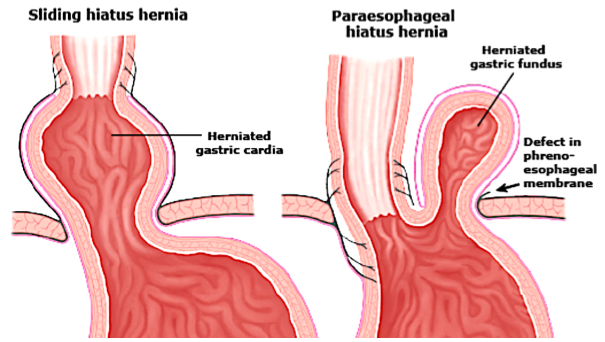 Sliding hiatus hernia
Paraesophageal
hiatus hernia
Herniated
gastric fundus
Herniated
gastric cardia
Defect in
phreno-
esophageal
membrane